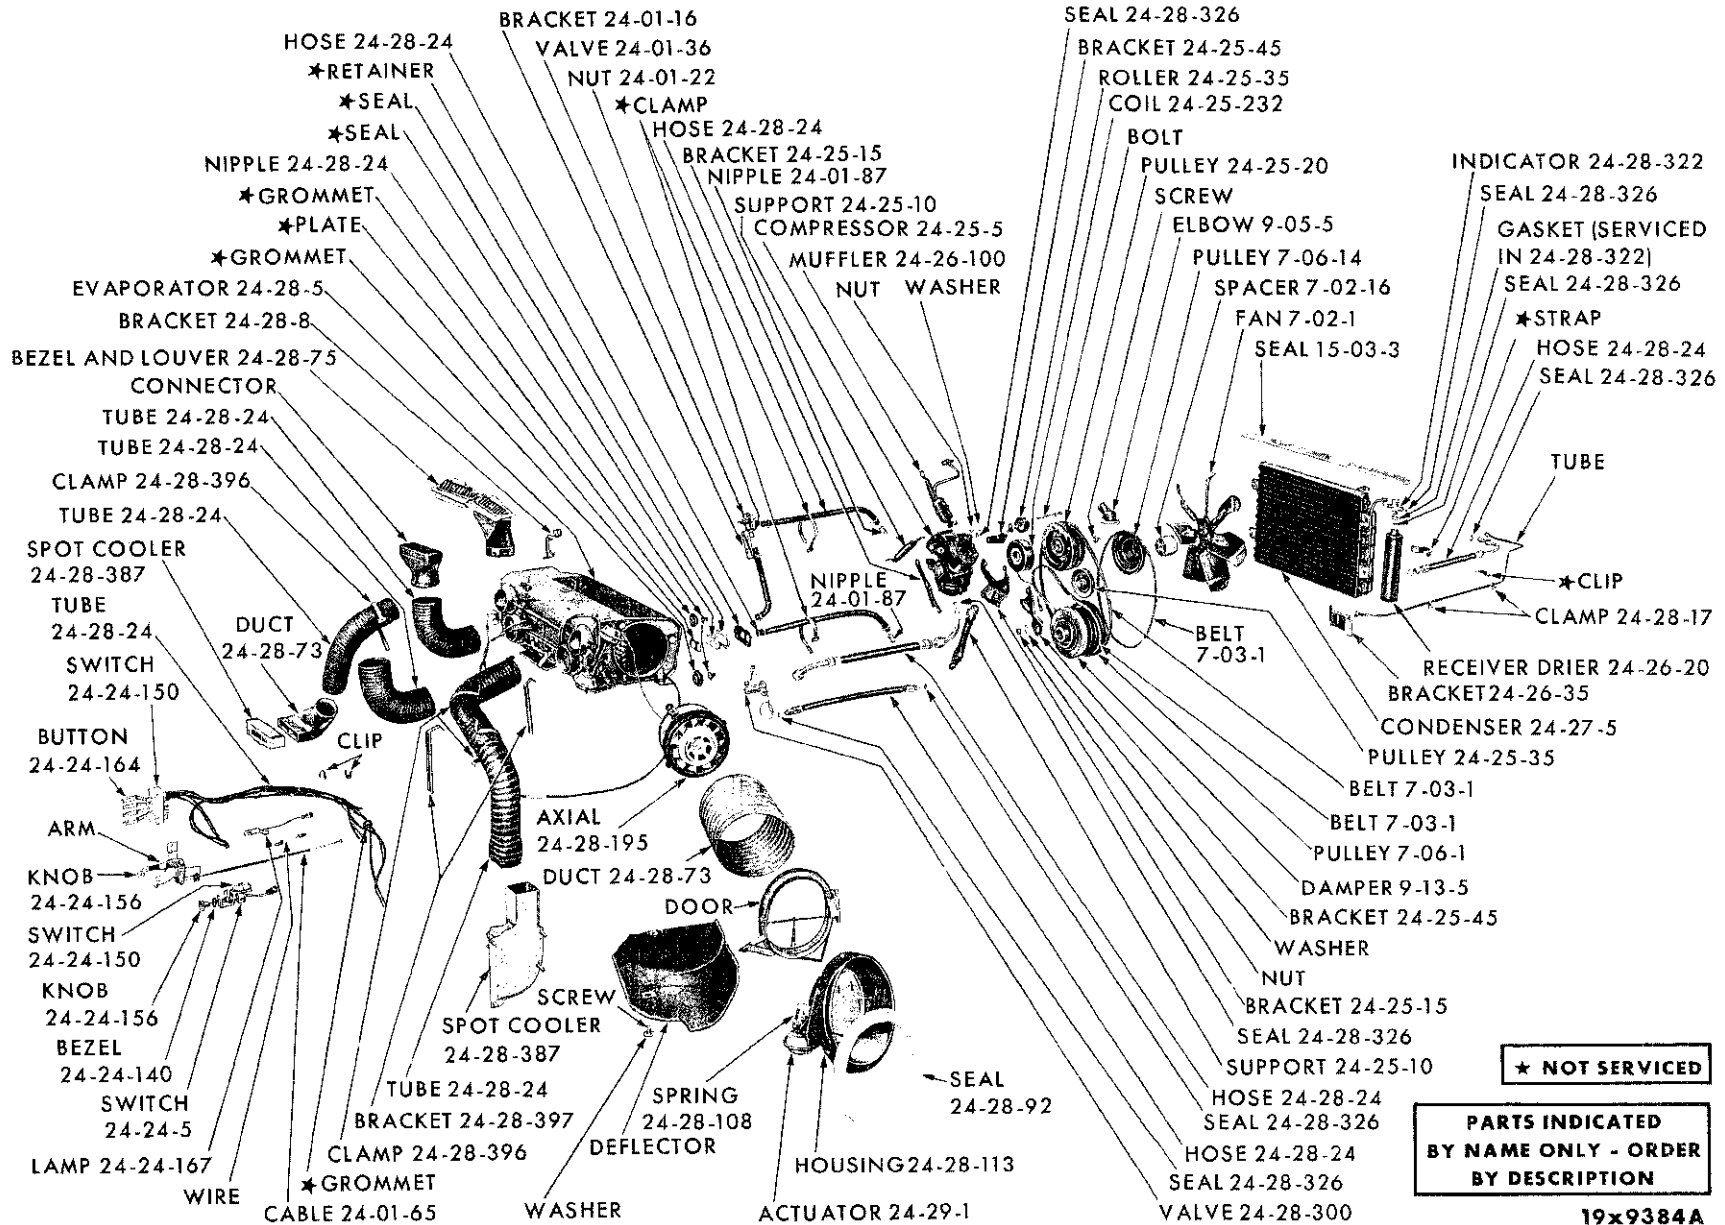 BRACKET 24-01-16
VALVE 24-01-36
NUT 24-01-22
★CLAMP
HOSE 24-28-24
BRACKET 24-25-15
NIPPLE 24-01-87
SUPPORT 24-25-10
COMPRESSOR 24-25-5
MUFFLER 24-26-100
NUT WASHER
HOSE 24-28-24
★RETAINER
★SEAL
★SEAL
NIPPLE 24-28-24
★GROMMET
★PLATE
★GROMMET
EVAPORATOR 24-28-5
BRACKET 24-28-8
BEZEL AND LOUVER 24-28-75
CONNECTOR
TUBE 24-28-24
TUBE 24-28-24
CLAMP 24-28-396
TUBE 24-28-24
SPOT COOLER
24-28-387
TUBE
24-28-24
DUCT
24-28-73
SWITCH
24-24-150
BUTTON
24-24-164
CLIP
ARM
KNOB
24-24-156
SWITCH
24-24-150
KNOB
24-24-156
BEZEL
24-24-140
SWITCH
24-24-5
LAMP 24-24-167
WIRE
CABLE 24-01-65
★GROMMET
CLAMP 24-28-396
BRACKET 24-28-397
TUBE 24-28-24
SPOT COOLER
24-28-387
SCREW
WASHER
DEFLECTOR
SPRING
24-28-108
AXIAL
24-28-195
DUCT 24-28-73
DOOR
HOUSING 24-28-113
ACTUATOR 24-29-1
SEAL
24-28-92
NIPPLE
24-01-87
SEAL 24-28-326
BRACKET 24-25-45
ROLLER 24-25-35
COIL 24-25-232
BOLT
PULLEY 24-25-20
SCREW
ELBOW 9-05-5
PULLEY 7-06-14
SPACER 7-02-16
FAN 7-02-1
SEAL 15-03-3
INDICATOR 24-28-322
SEAL 24-28-326
GASKET (SERVICED
IN 24-28-322)
SEAL 24-28-326
★STRAP
HOSE 24-28-24
SEAL 24-28-326
TUBE
★CLIP
CLAMP 24-28-17
BELT
7-03-1
RECEIVER DRIER 24-26-20
BRACKET 24-26-35
CONDENSER 24-27-5
PULLEY 24-25-35
BELT 7-03-1
BELT 7-03-1
PULLEY 7-06-1
DAMPER 9-13-5
BRACKET 24-25-45
WASHER
NUT
BRACKET 24-25-15
SEAL 24-28-326
SUPPORT 24-25-10
HOSE 24-28-24
SEAL 24-28-326
HOSE 24-28-24
SEAL 24-28-326
VALVE 24-28-300
★ NOT SERVICED
PARTS INDICATED
BY NAME ONLY - ORDER
BY DESCRIPTION
19x9384A